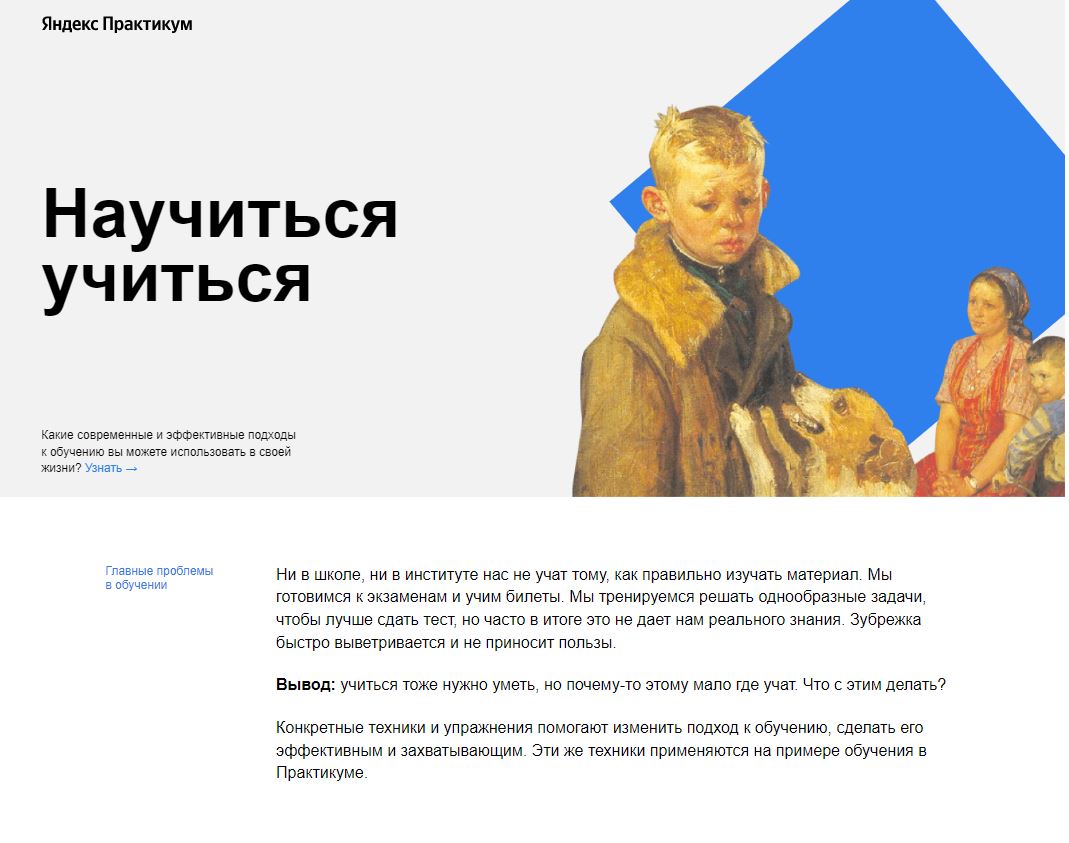 Яндекс Практикум
Научиться
учиться
Какие современные и эффективные подходы
к обучению вы можете использовать в своей
жизни? Узнать →
Главные проблемы
в обучении
Ни в школе, ни в институте нас не учат тому, как правильно изучать материал. Мы
готовимся к экзаменам и учим билеты. Мы тренируемся решать однообразные задачи,
чтобы лучше сдать тест, но часто в итоге это не дает нам реального знания. Зубрежка
быстро выветривается и не приносит пользы.
Вывод: учиться тоже нужно уметь, но почему-то этому мало где учат. Что с этим делать?
Конкретные техники и упражнения помогают изменить подход к обучению, сделать его
эффективным и захватывающим. Эти же техники применяются на примере обучения в
Практикуме.